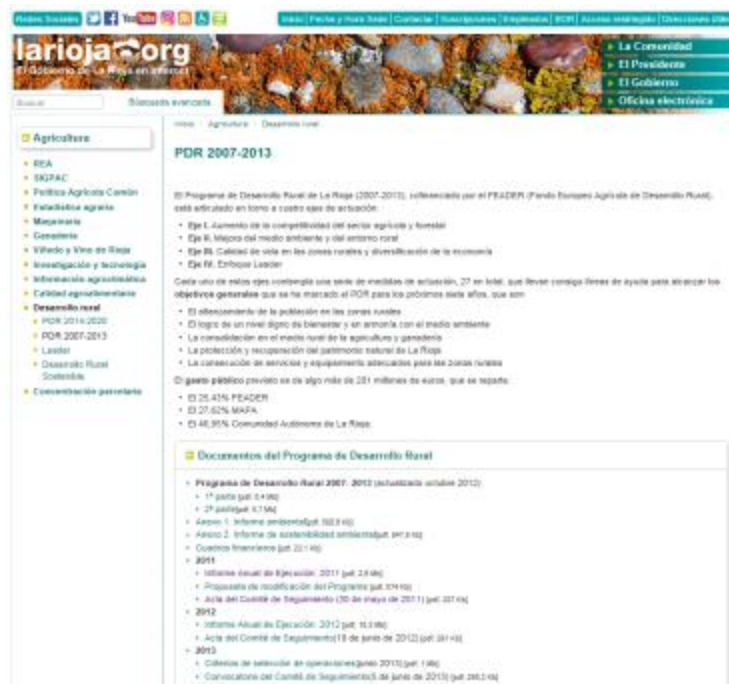 Redes Sociales
YouTube
Inicio | Fecha y Hora Sede | Contactar | Suscripciones | Empleados | BOR | Acceso restringido | Direcciones útiles
larioja.org
El Gobierno de La Rioja en internet
La Comunidad
El Presidente
El Gobierno
Oficina electrónica
Buscar
Búsqueda avanzada
Inicio Agricultura Desarrollo rural
Agricultura
REA
SIGPAC
Política Agrícola Común
Estadística agraria
Maquinaria
Ganadería
Viñedo y Vino de Rioja
Investigación y tecnología
Información agroclimática
Calidad agroalimentaria
Desarrollo rural
PDR 2014-2020
PDR 2007-2013
Leader
Desarrollo Rural
Sostenible
Concentración parcelaria
PDR 2007-2013
El Programa de Desarrollo Rural de La Rioja (2007-2013), cofinanciado por el FEADER (Fondo Europeo Agrícola de Desarrollo Rural),
está articulado en torno a cuatro ejes de actuación:
Eje I. Aumento de la competitividad del sector agrícola y forestal
Eje II. Mejora del medio ambiente y del entorno rural
Eje III. Calidad de vida en las zonas rurales y diversificación de la economía
Eje IV. Enfoque Leader
Cada uno de estos ejes contempla una serie de medidas de actuación, 27 en total, que llevan consigo líneas de ayuda para alcanzar los
objetivos generales que se ha marcado el PDR para los próximos siete años, que son
El afianzamiento de la población en las zonas rurales
El logro de un nivel digno de bienestar y en armonía con el medio ambiente
La consolidación en el medio rural de la agricultura y ganadería
La protección y recuperación del patrimonio natural de La Rioja
La consecución de servicios y equipamiento adecuados para las zonas rurales
El gasto público previsto es de algo más de 281 millones de euros, que se reparte
El 25,43% FEADER
El 27,62% MAPA
El 46,95% Comunidad Autónoma de La Rioja
Documentos del Programa de Desarrollo Rural
Programa de Desarrollo Rural 2007- 2013 (actualizado octubre 2012)
1ª parte (pdf: 5,4 Mb)
2ª parte (pdf: 5,7 Mb)
Anexo 1. Informe ambiental
Anexo 2. Informe de sostenibilidad ambiental
Cuadros financieros
2011
Informe Anual de Ejecución. 2011
Propuesta de modificación del Programa
Acta del Comité de Seguimiento (30 de mayo de 2011)
2012
Informe Anual de Ejecución. 2012
Acta del Comité de Seguimiento(18 de junio de 2012)
2013
Criterios de selección de operaciones(junio 2013)
Convocatoria del Comité de Seguimiento(5 de junio de 2013)